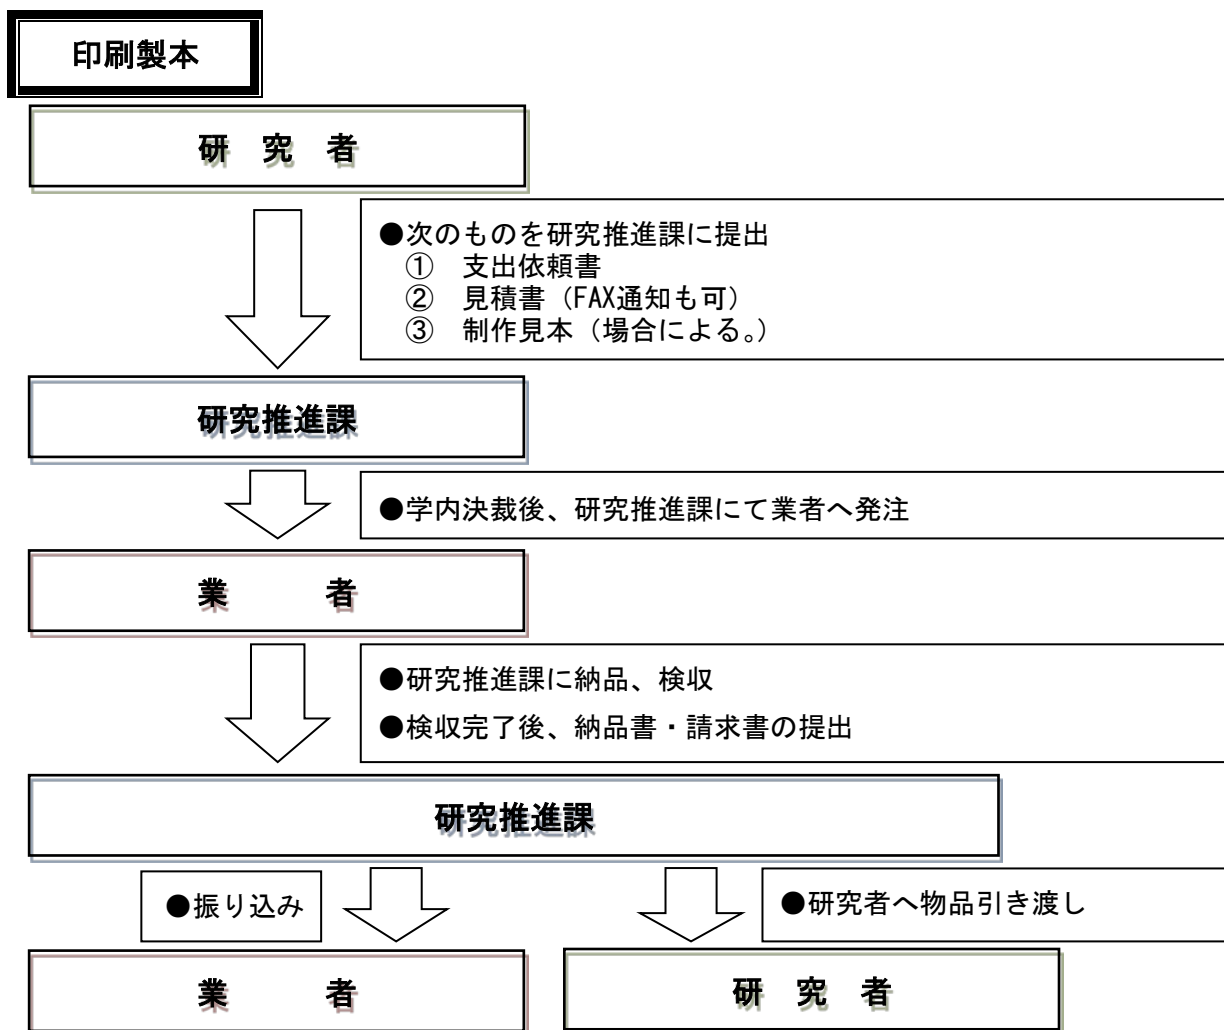 印刷製本
研　究　者
●次のものを研究推進課に提出
①　支出依頼書
②　見積書（FAX通知も可）
③　制作見本（場合による。）
研究推進課
●学内決裁後、研究推進課にて業者へ発注
業　　　者
●研究推進課に納品、検収
●検収完了後、納品書・請求書の提出
研究推進課
●振り込み
●研究者へ物品引き渡し
業　　　者
研　究　者